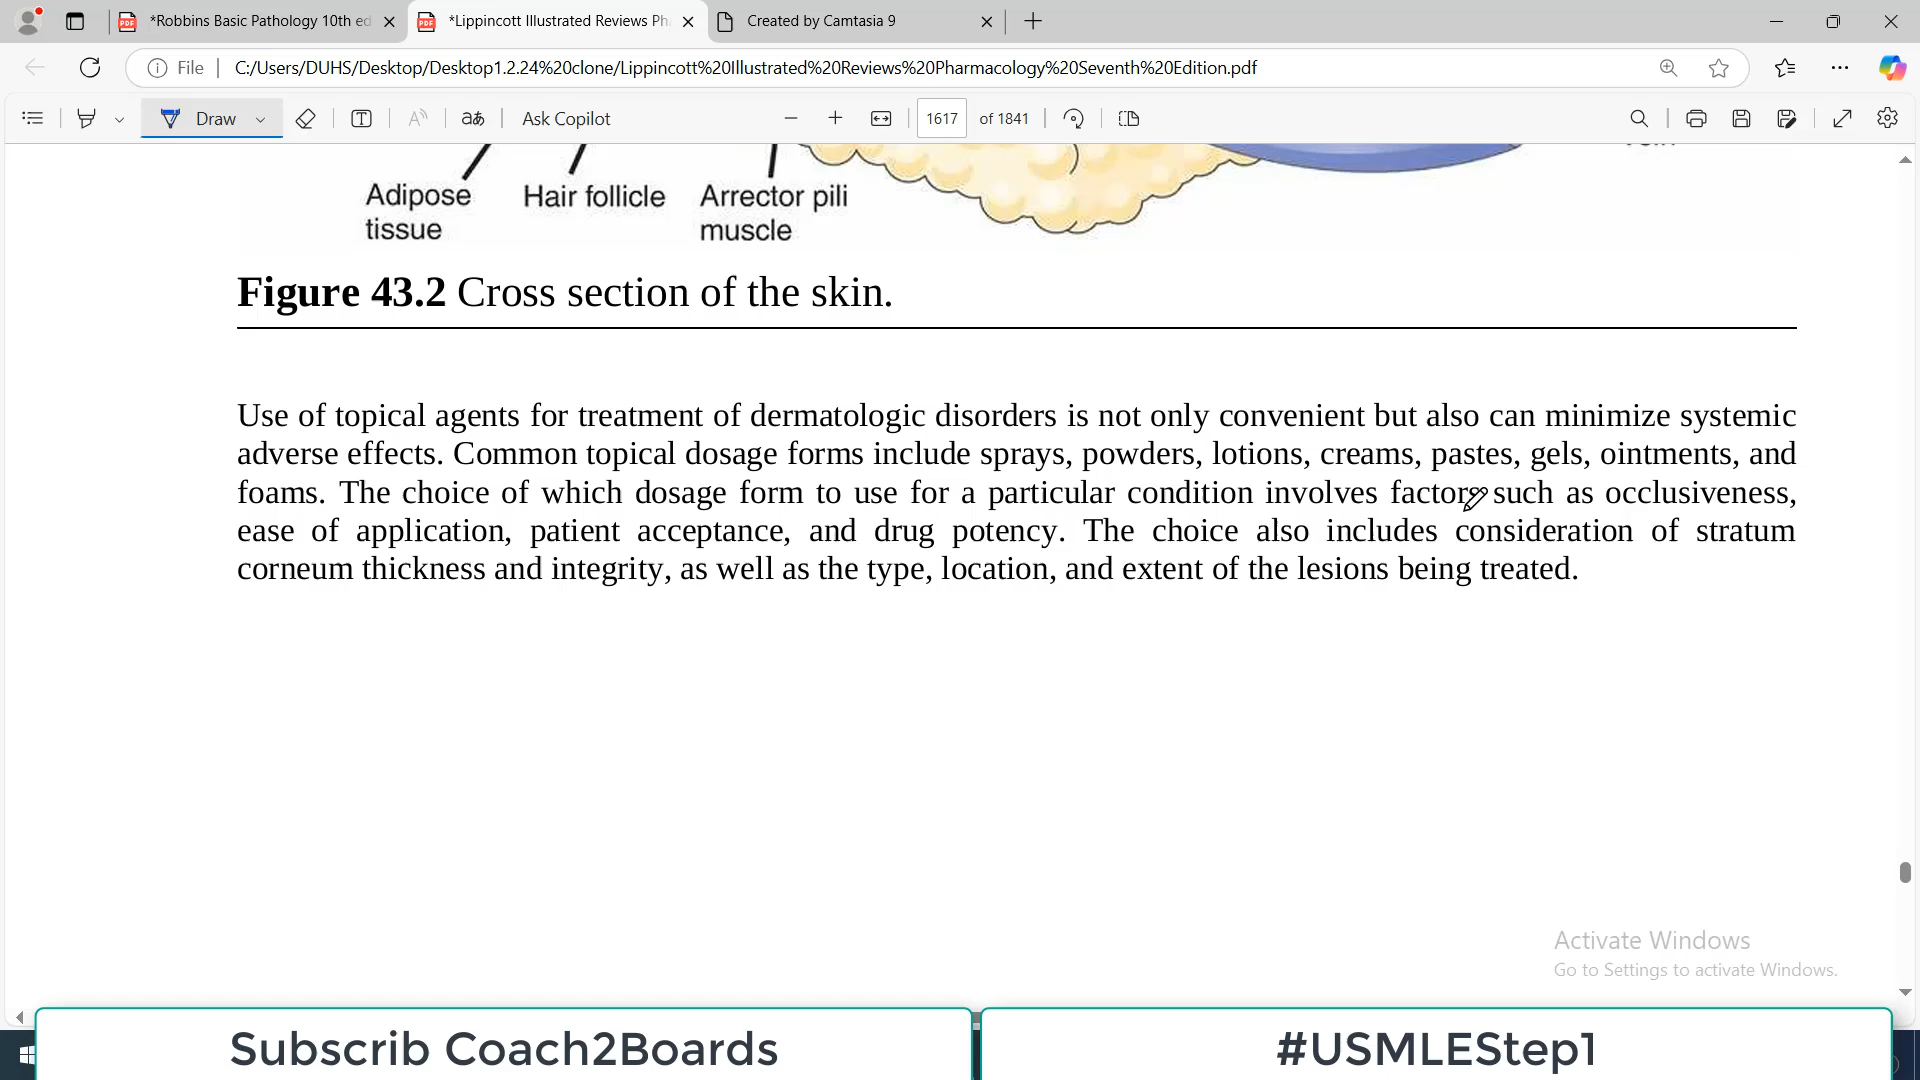 *Robbins Basic Pathology 10th ed
*Lippincott Illustrated Reviews Ph
Created by Camtasia 9
File
C:/Users/DUHS/Desktop/Desktop1.2.24%20clone/Lippincott%20Illustrated%20Reviews%20Pharmacology%20Seventh%20Edition.pdf
Draw
aあ
Ask Copilot
1617 of 1841
Adipose tissue
Hair follicle
Arrector pili muscle
Figure 43.2 Cross section of the skin.
Use of topical agents for treatment of dermatologic disorders is not only convenient but also can minimize systemic
adverse effects. Common topical dosage forms include sprays, powders, lotions, creams, pastes, gels, ointments, and
foams. The choice of which dosage form to use for a particular condition involves factors such as occlusiveness,
ease of application, patient acceptance, and drug potency. The choice also includes consideration of stratum
corneum thickness and integrity, as well as the type, location, and extent of the lesions being treated.
Activate Windows
Go to Settings to activate Windows.
Subscrib Coach2Boards
#USMLEStep1